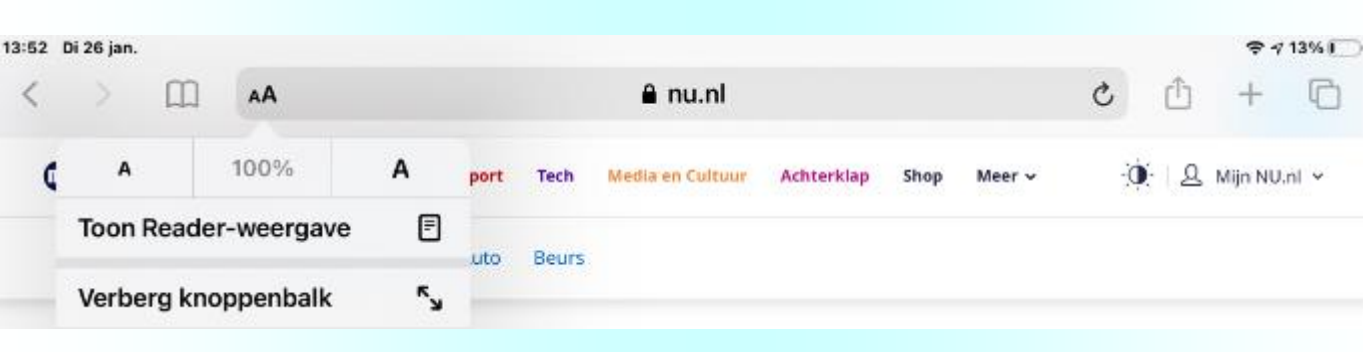 13:52 Di 26 jan. 13%
AA nu.nl
A 100% A
port Tech Media en Cultuur Achterklap Shop Meer Mijn NU.nl
Toon Reader-weergave
uto Beurs
Verberg knoppenbalk